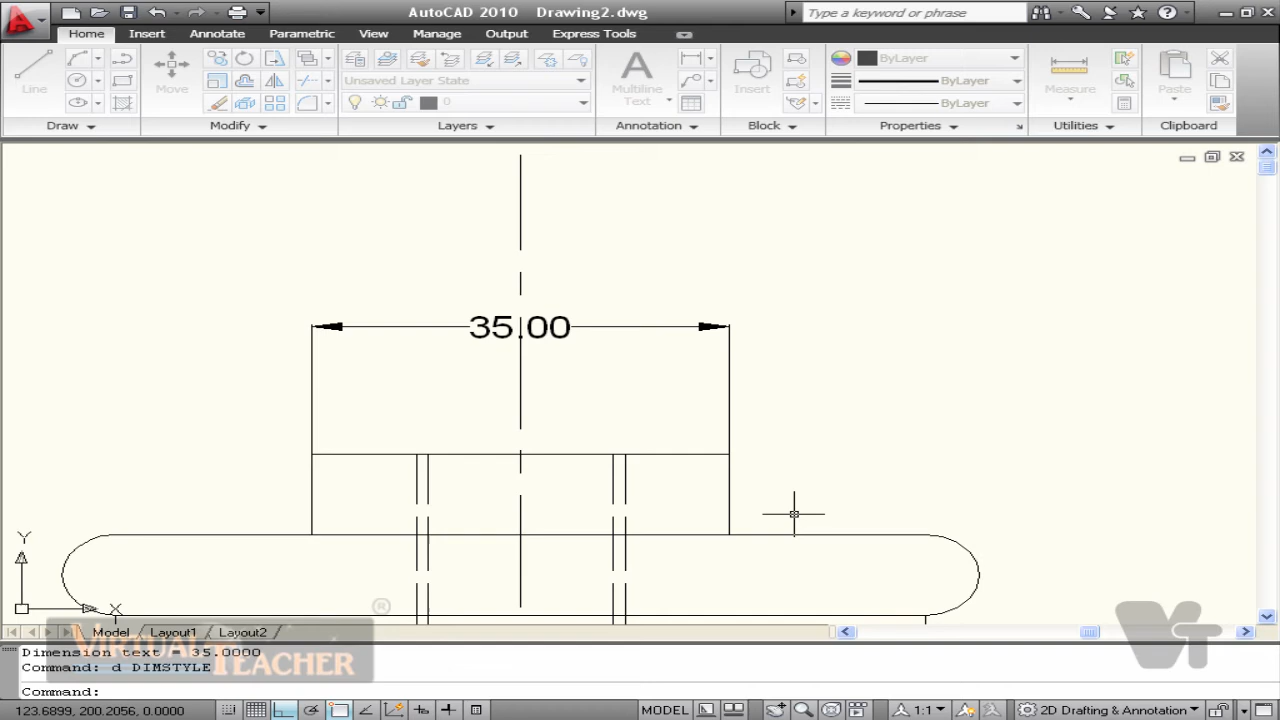 AutoCAD 2010 Drawing2.dwg
Type a keyword or phrase
Home Insert Annotate Parametric View Manage Output Express Tools
Line
Move
Unsaved Layer State
0
Multiline Text
Insert
ByLayer
ByLayer
ByLayer
Measure
Paste
Draw Modify Layers Annotation Block Properties Utilities Clipboard
35.00
Y
X
®
VT
Model Layout1 Layout2
VIRTUAL TEACHER
Dimension text 35.0000
Command: d DIMSTYLE
Command:
123.6899, 200.2056, 0.0000
MODEL
1:1
2D Drafting & Annotation